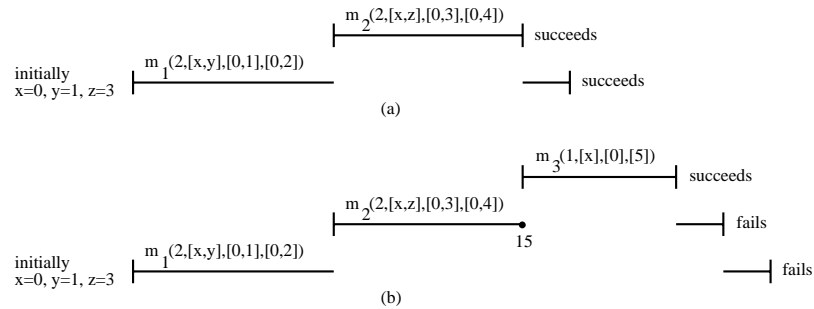 m₂(2,[x,z],[0,3],[0,4])
succeeds
m₁(2,[x,y],[0,1],[0,2])
initially
x=0, y=1, z=3
succeeds
(a)
m₃(1,[x],[0],[5])
succeeds
m₂(2,[x,z],[0,3],[0,4])
fails
15
m₁(2,[x,y],[0,1],[0,2])
initially
x=0, y=1, z=3
fails
(b)